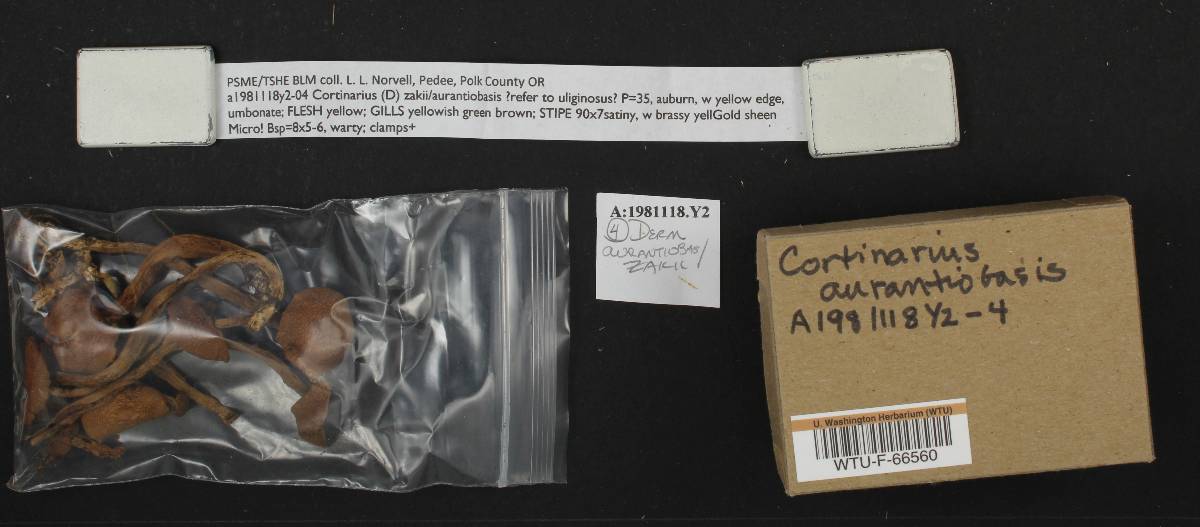 PSME/TSHE BLM coll. L. L. Norvell, Pedee, Polk County OR
a1981118y2-04 Cortinarius (D) zakii/aurantiobasis ?refer to uliginosus? P=35, auburn, w yellow edge,
umbonate; FLESH yellow; GILLS yellowish green brown; STIPE 90x7satiny, w brassy yellGold sheen
Micro! Bsp=8x5-6, warty; clamps+
A:1981118.Y2
4 DERM
AURANTIOBAS/
ZAKII
Cortinarius
aurantiobasis
A1981118Y2-4
U. Washington Herbarium (WTU)
WTU-F-66560